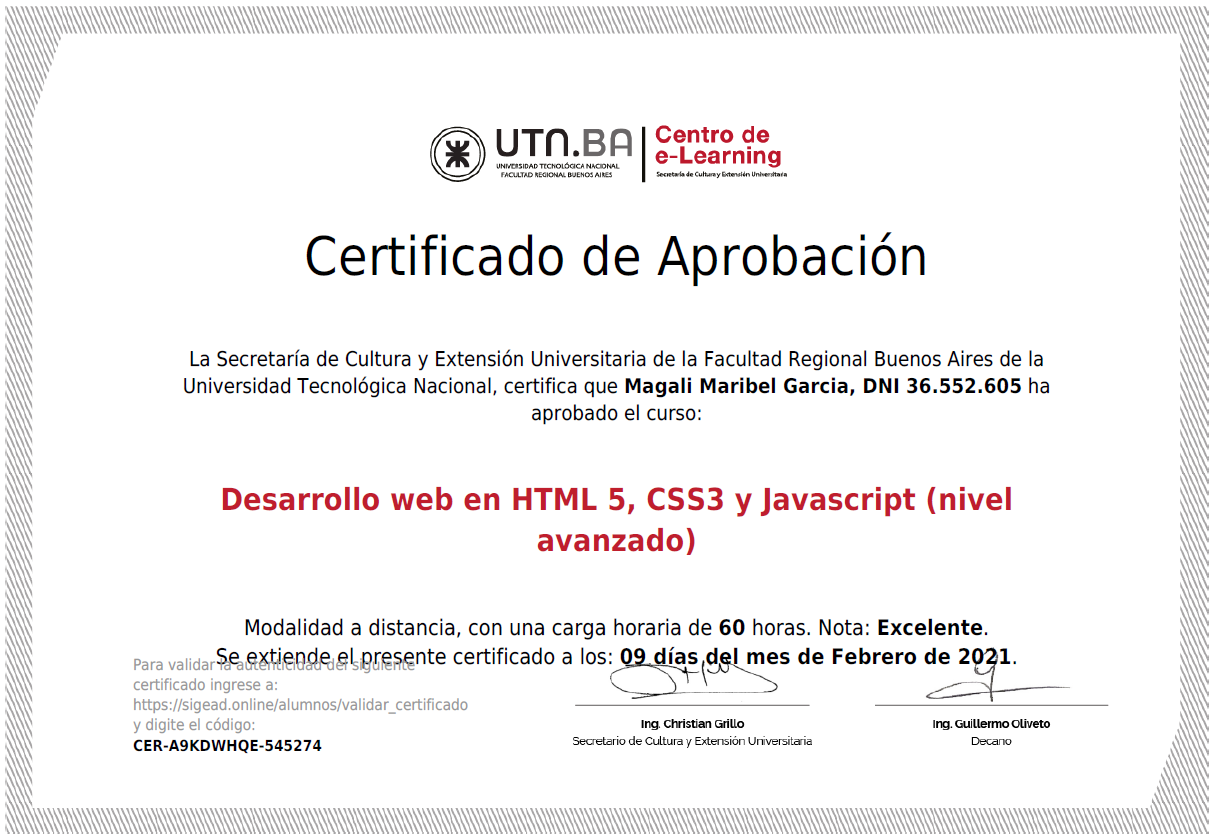 UTN.BA
UNIVERSIDAD TECNOLÓGICA NACIONAL
FACULTAD REGIONAL BUENOS AIRES
Centro de
e-Learning
Secretaría de Cultura y Extensión Universitaria
Certificado de Aprobación
La Secretaría de Cultura y Extensión Universitaria de la Facultad Regional Buenos Aires de la
Universidad Tecnológica Nacional, certifica que Magali Maribel Garcia, DNI 36.552.605 ha
aprobado el curso:
Desarrollo web en HTML 5, CSS3 y Javascript (nivel
avanzado)
Modalidad a distancia, con una carga horaria de 60 horas. Nota: Excelente.
Se extiende el presente certificado a los: 09 días del mes de Febrero de 2021.
Para validar la autenticidad del siguiente
certificado ingrese a:
https://sigead.online/alumnos/validar_certificado
y digite el código:
CER-A9KDWHQE-545274
Ing. Christian Grillo
Secretario de Cultura y Extensión Universitaria
Ing. Guillermo Oliveto
Decano